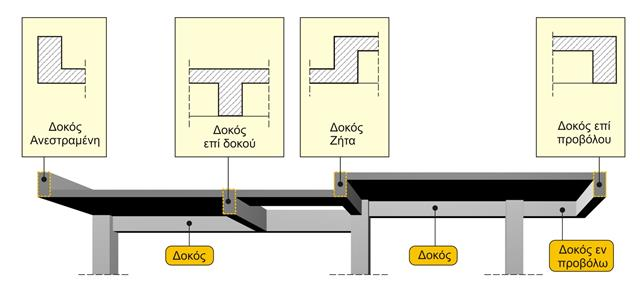 Δοκός
Ανεστραμένη
Δοκός
επί δοκού
Δοκός
Ζήτα
Δοκός επί
προβόλου
Δοκός
Δοκός
Δοκός εν
προβόλω